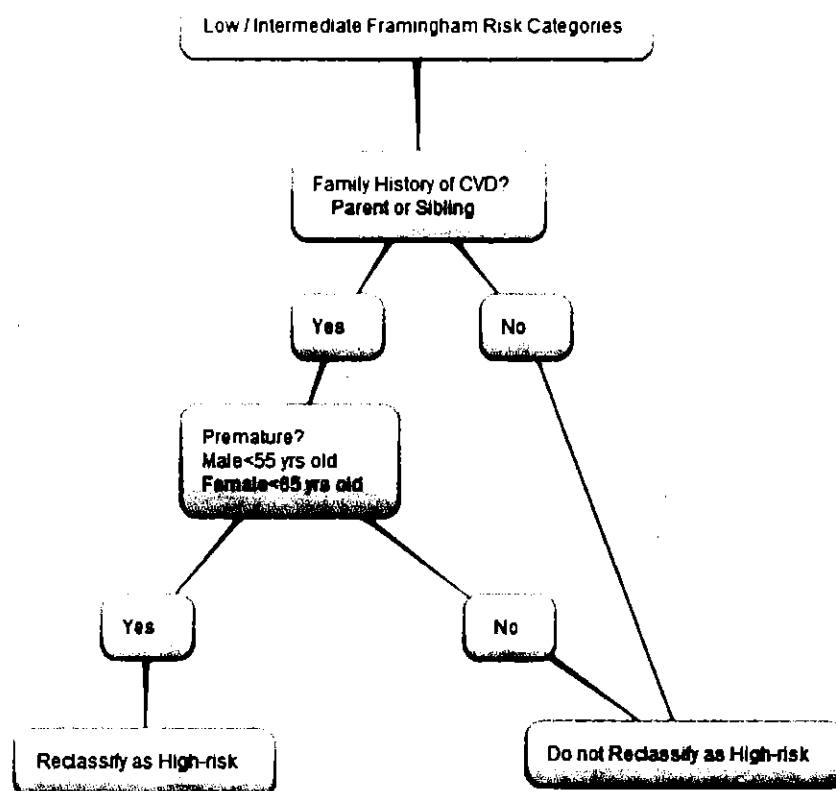 Low / Intermediate Framingham Risk Categories
Family History of CVD?
Parent or Sibling
Yes
No
Premature?
Male<55 yrs old
Female<65 yrs old
Yes
No
Reclassify as High-risk
Do not Reclassify as High-risk